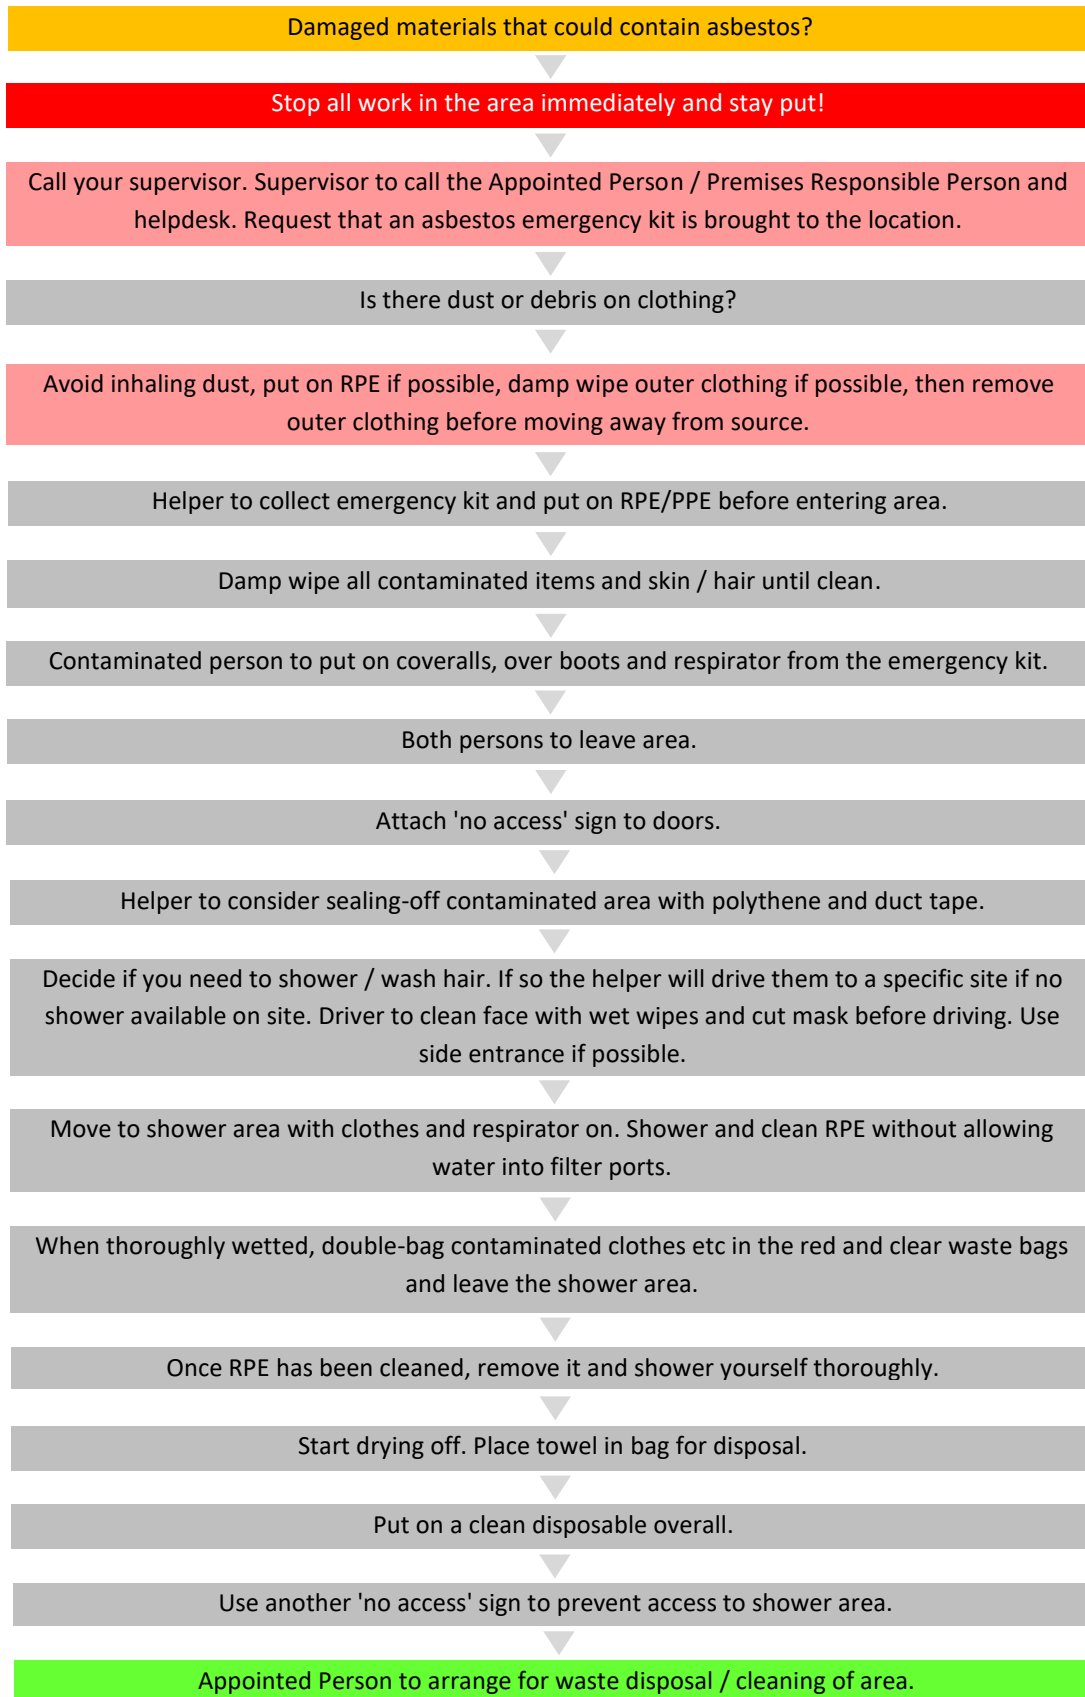 Damaged materials that could contain asbestos?
Stop all work in the area immediately and stay put!
Call your supervisor. Supervisor to call the Appointed Person / Premises Responsible Person and
helpdesk. Request that an asbestos emergency kit is brought to the location.
Is there dust or debris on clothing?
Avoid inhaling dust, put on RPE if possible, damp wipe outer clothing if possible, then remove
outer clothing before moving away from source.
Helper to collect emergency kit and put on RPE/PPE before entering area.
Damp wipe all contaminated items and skin / hair until clean.
Contaminated person to put on coveralls, over boots and respirator from the emergency kit.
Both persons to leave area.
Attach 'no access' sign to doors.
Helper to consider sealing-off contaminated area with polythene and duct tape.
Decide if you need to shower / wash hair. If so the helper will drive them to a specific site if no
shower available on site. Driver to clean face with wet wipes and cut mask before driving. Use
side entrance if possible.
Move to shower area with clothes and respirator on. Shower and clean RPE without allowing
water into filter ports.
When thoroughly wetted, double-bag contaminated clothes etc in the red and clear waste bags
and leave the shower area.
Once RPE has been cleaned, remove it and shower yourself thoroughly.
Start drying off. Place towel in bag for disposal.
Put on a clean disposable overall.
Use another 'no access' sign to prevent access to shower area.
Appointed Person to arrange for waste disposal / cleaning of area.